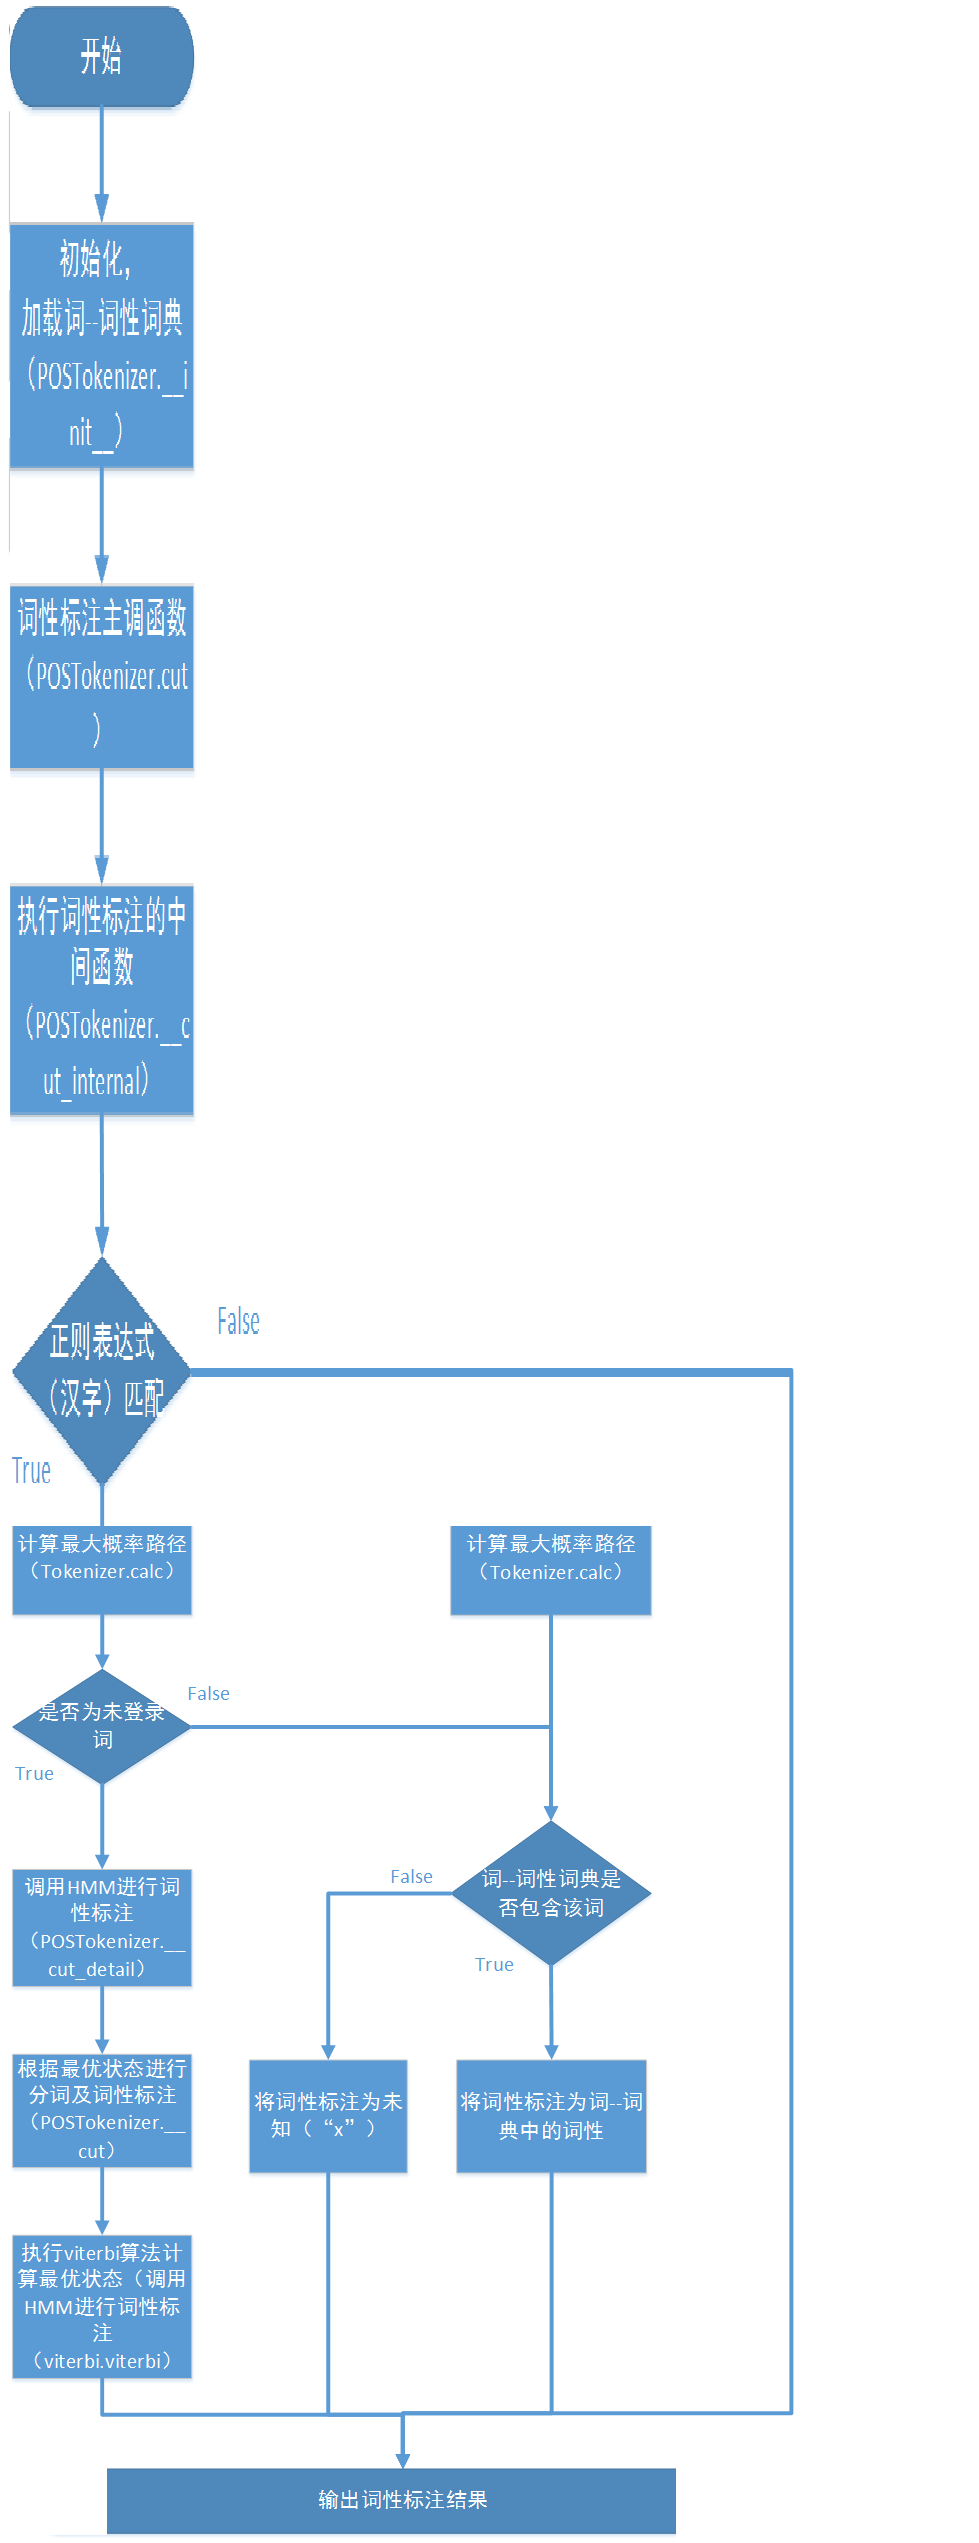 开始
初始化，
加载词--词性词典
（POSTokenizer.__i
nit__）
词性标注主调函数
（POSTokenizer.cut
）
执行词性标注的中
间函数
（POSTokenizer.__c
ut_internal）
False
正则表达式
（汉字）匹配
True
计算最大概率路径
（Tokenizer.calc）
计算最大概率路径
（Tokenizer.calc）
False
是否为未登录
词
True
调用HMM进行词
性标注
（POSTokenizer.__
cut_detail）
False
词--词性词典是
否包含该词
True
根据最优状态进行
分词及词性标注
（POSTokenizer.__
cut）
将词性标注为未
知（“x”）
将词性标注为词--词
典中的词性
执行viterbi算法计
算最优状态（调用
HMM进行词性标
注
（viterbi.viterbi）
输出词性标注结果